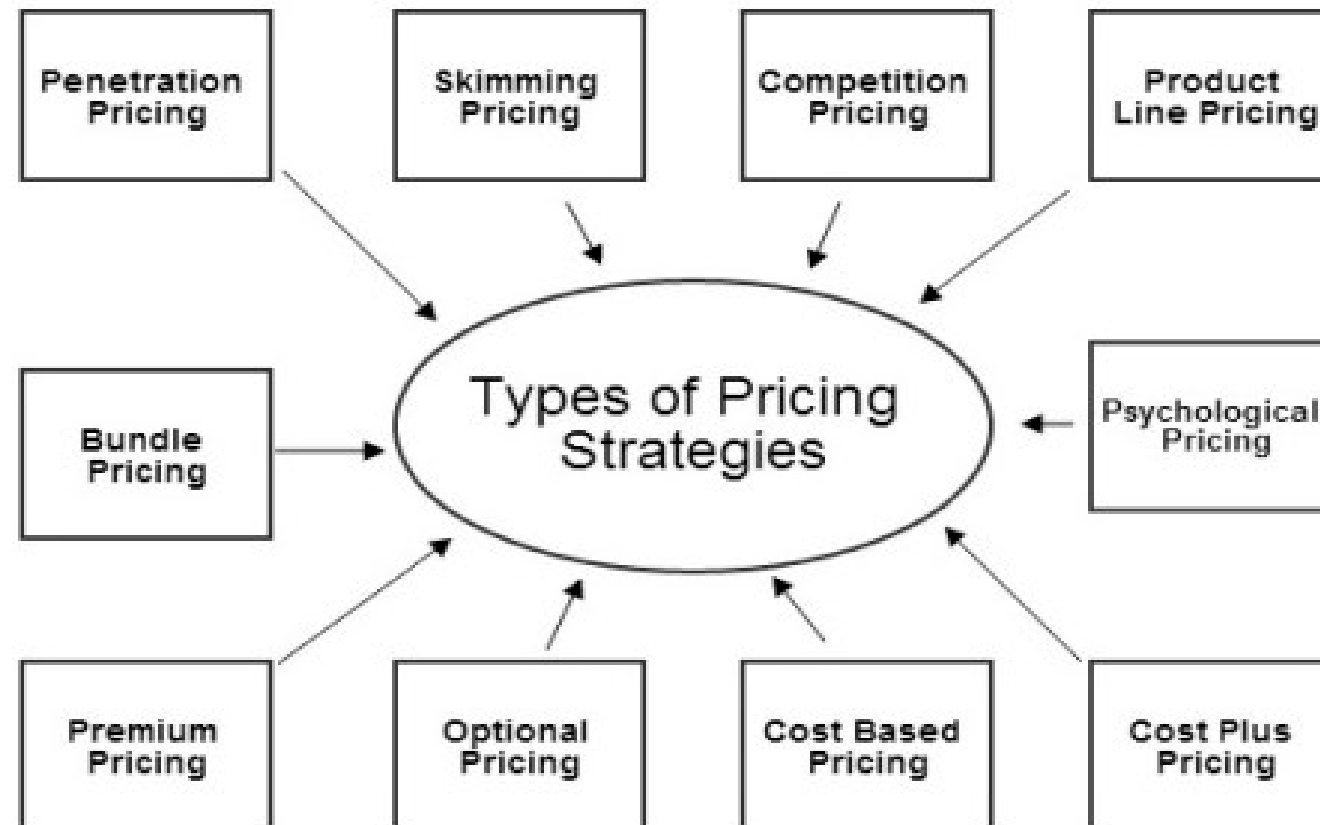 Penetration
Pricing
Skimming
Pricing
Competition
Pricing
Product
Line Pricing
Types of Pricing
Strategies
Bundle
Pricing
Psychological
Pricing
Premium
Pricing
Optional
Pricing
Cost Based
Pricing
Cost Plus
Pricing